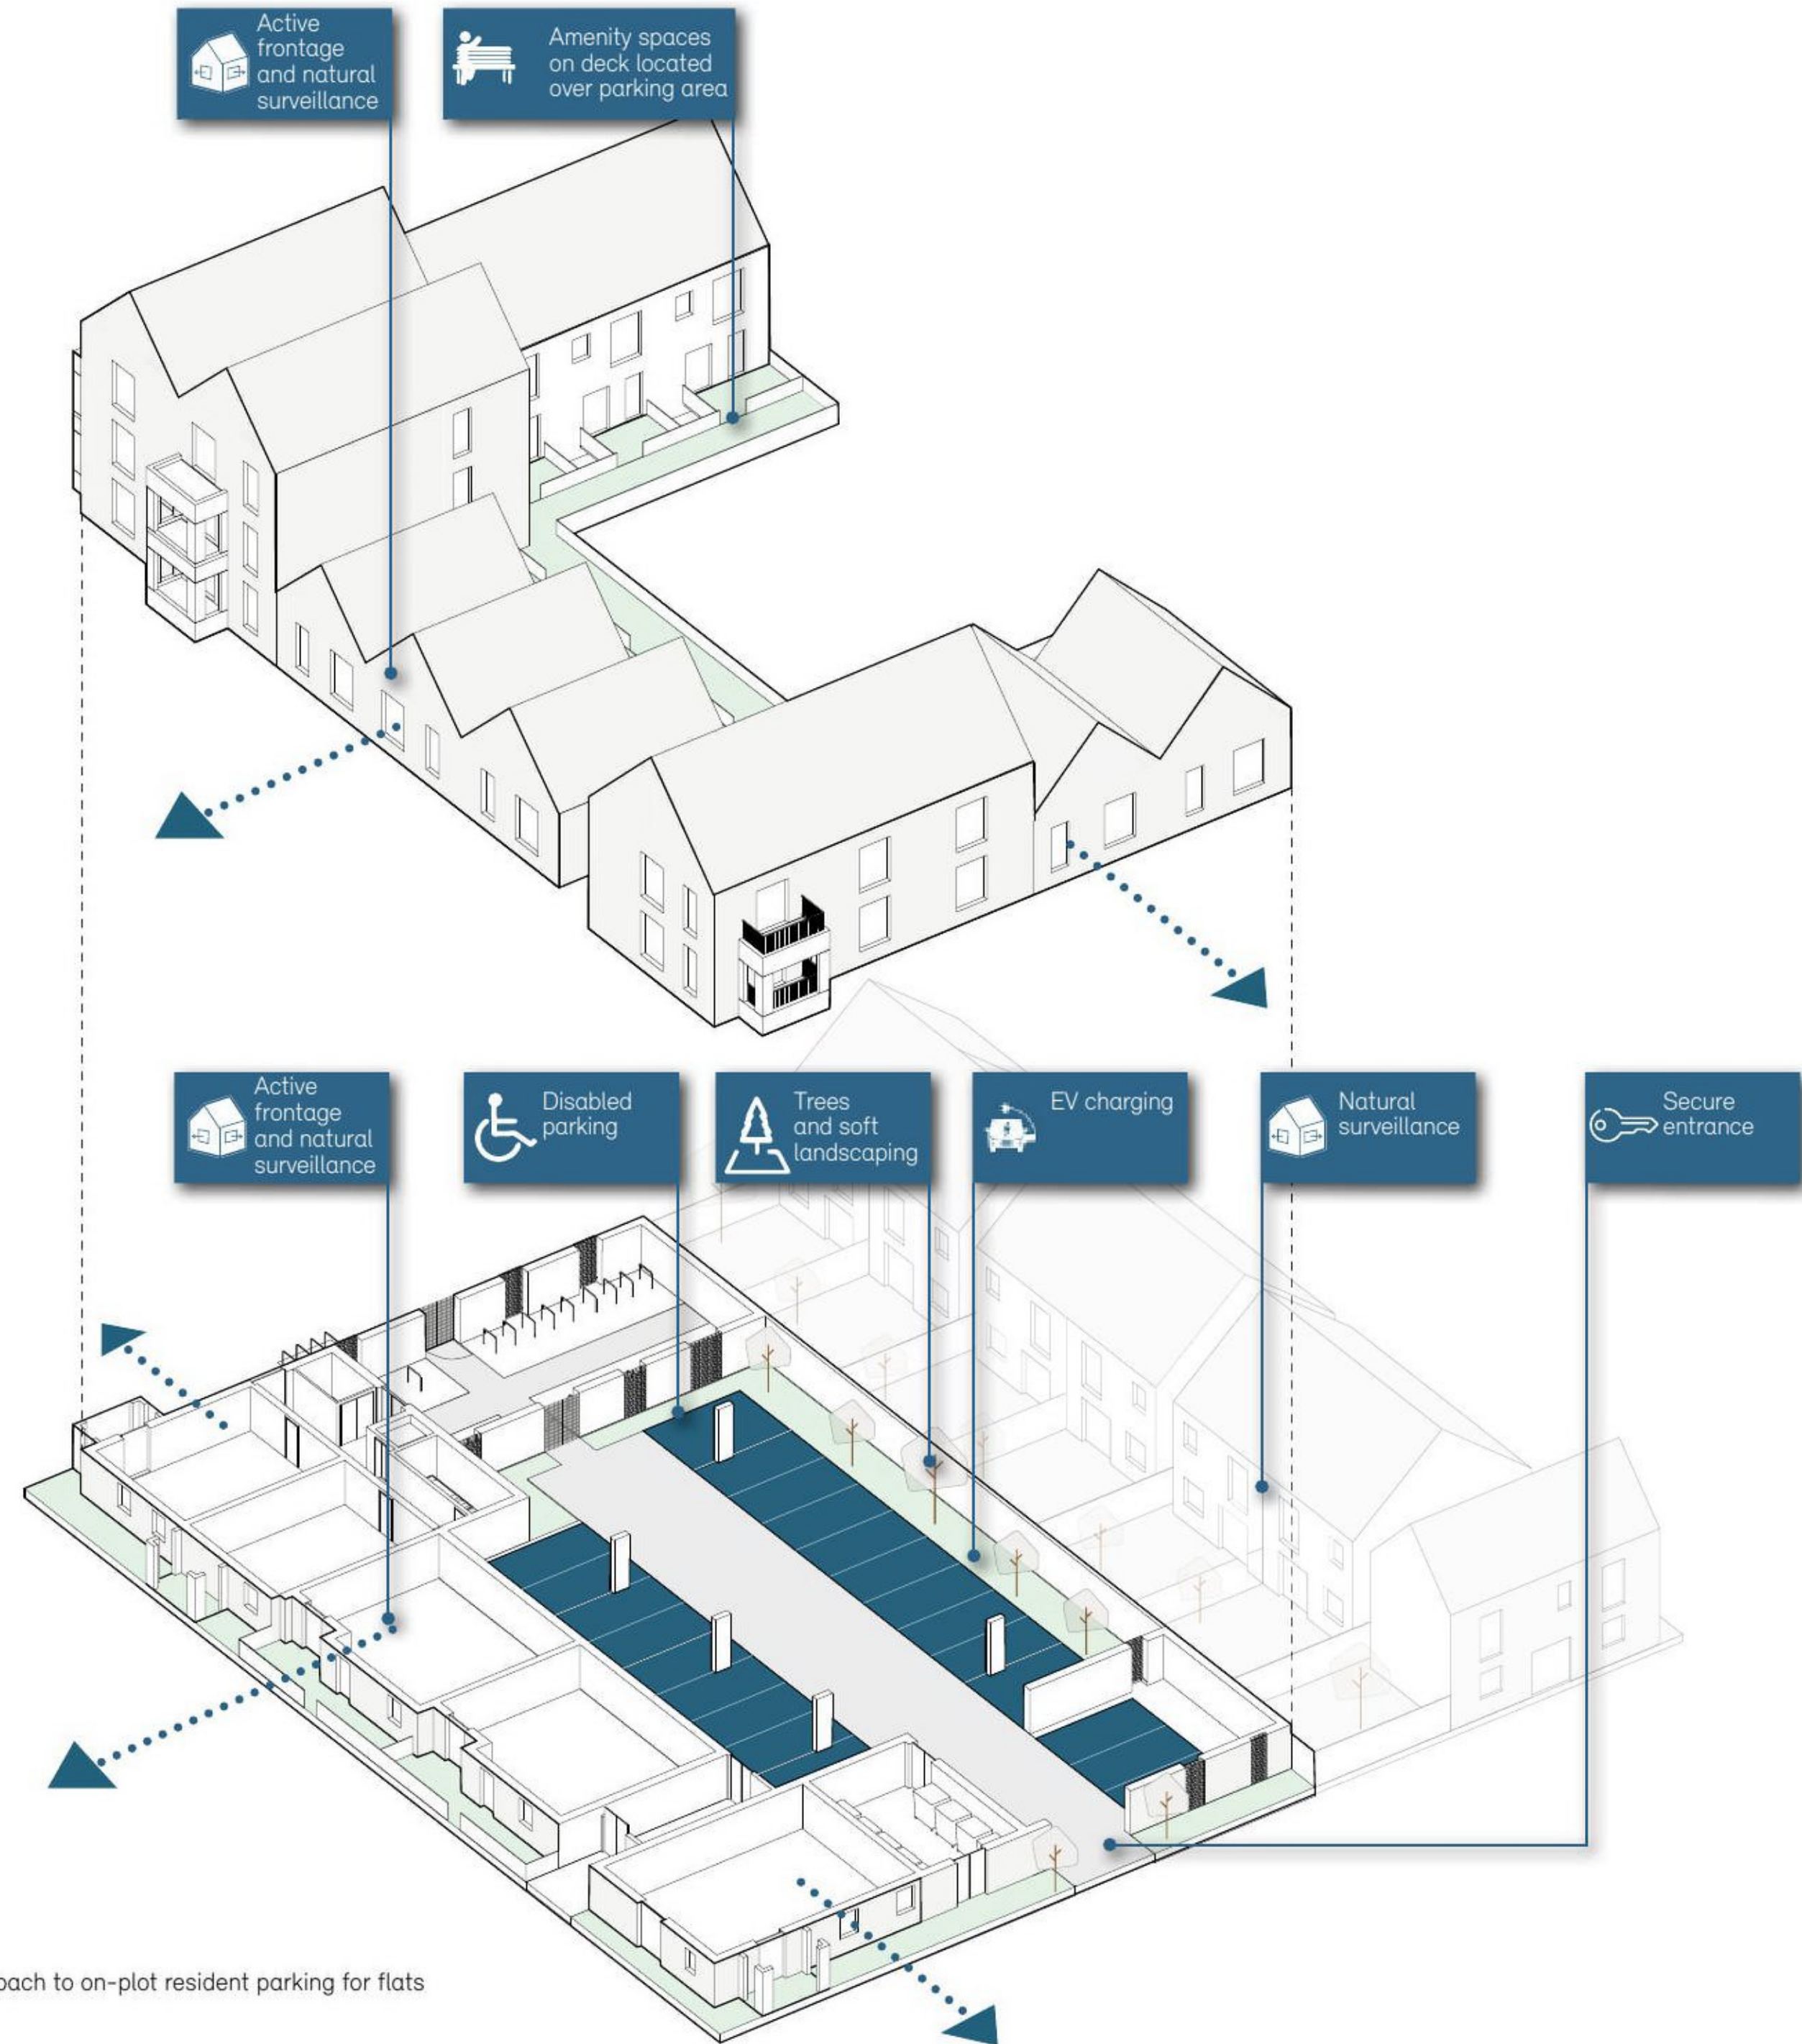 Active
frontage
and natural
surveillance
Amenity spaces
on deck located
over parking area
Active
frontage
and natural
surveillance
Disabled
parking
Trees
and soft
landscaping
EV charging
Natural
surveillance
Secure
entrance
to on-plot resident parking for flats